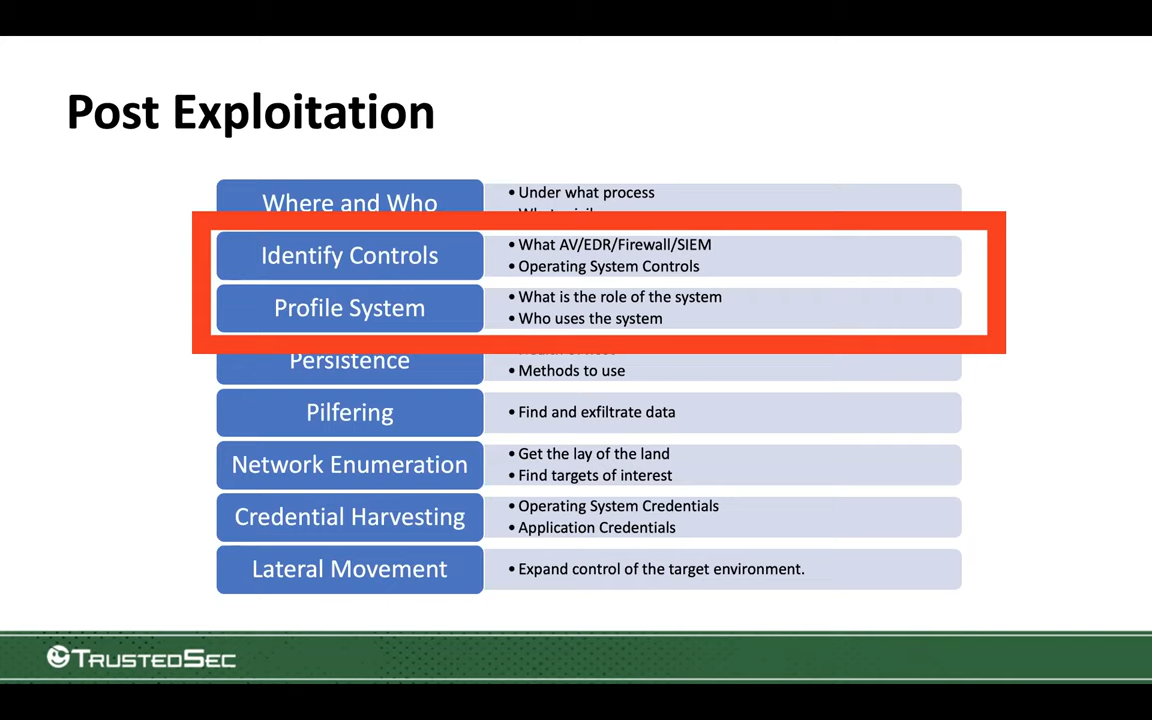 Post Exploitation
Where and Who
• Under what process
Identify Controls
• What AV/EDR/Firewall/SIEM
• Operating System Controls
Profile System
• What is the role of the system
• Who uses the system
Persistence
• Methods to use
Pilfering
• Find and exfiltrate data
Network Enumeration
• Get the lay of the land
• Find targets of interest
Credential Harvesting
• Operating System Credentials
• Application Credentials
Lateral Movement
• Expand control of the target environment.
TrustedSec